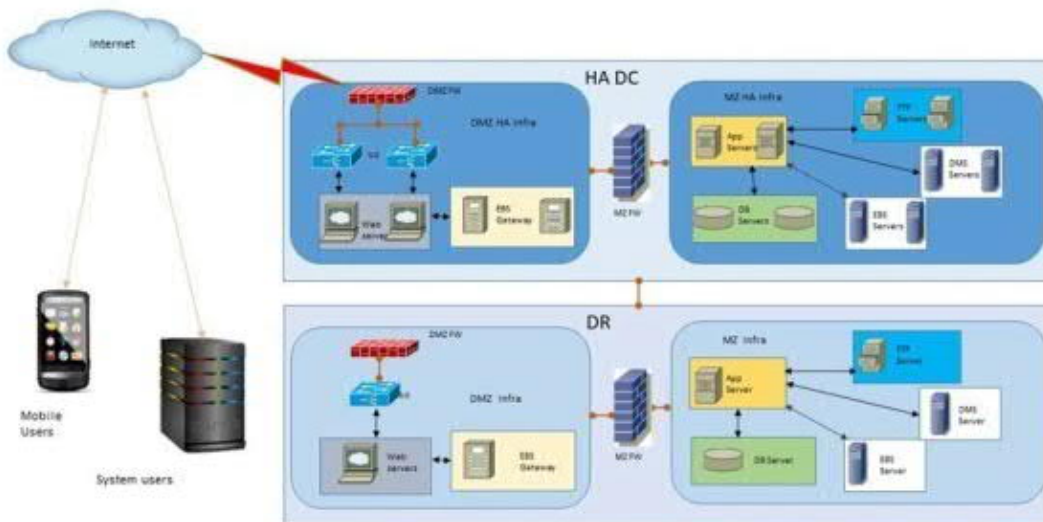 Internet
HA DC
DMZ FW
DMZ HA Infra
Web
server
EBS
Gateway
MZ FW
MZ HA Infra
App
Servers
Servers
DMS
Servers
DB
Servers
EBS
Servers
DR
DMZ FW
DMZ Infra
Web
servers
EBS
Gateway
MZ FW
MZ Infra
App
Server
Server
DMS
Server
DB Server
EBS
Server
Mobile
Users
System users